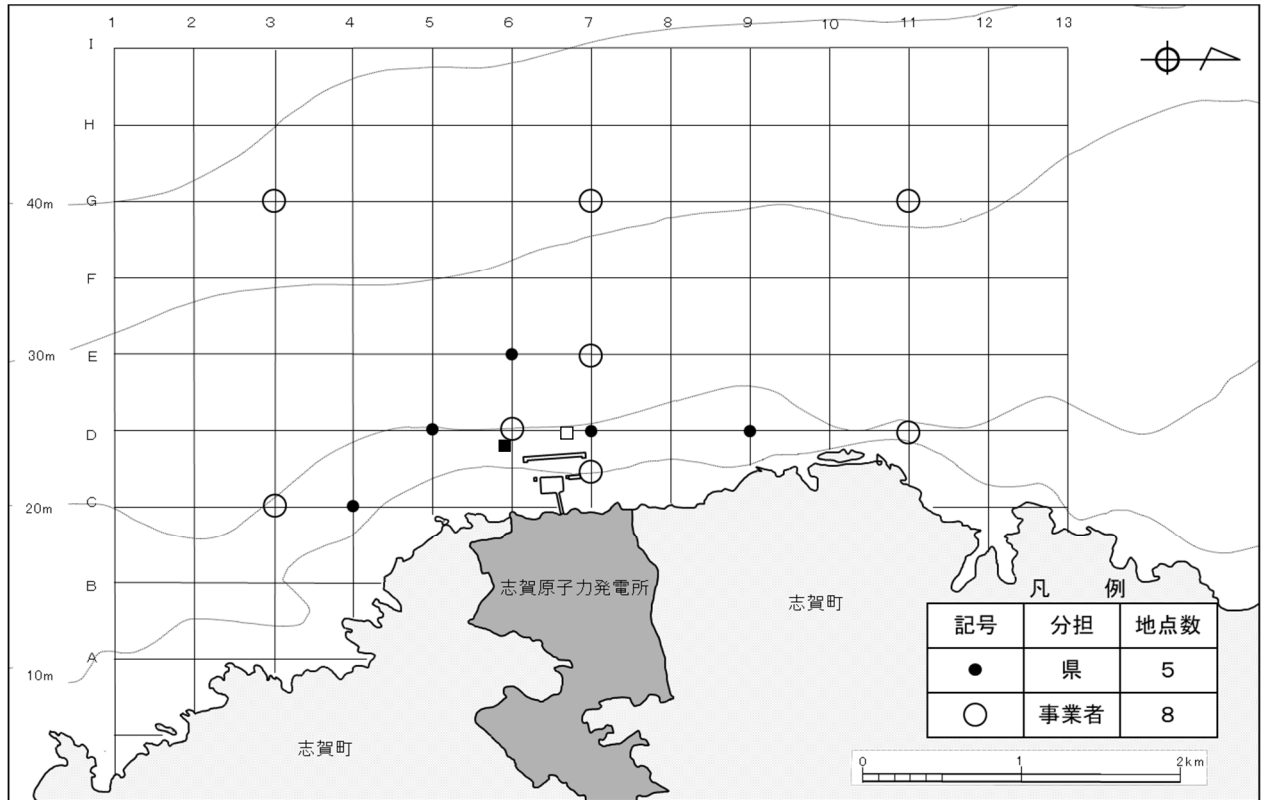 1 2 3 4 5 6 7 8 9 10 11 12 13
I
H
40m G
F
30m E
D
20m C
B
10m A
志賀原子力発電所
志賀町
志賀町
凡 例
記号 分担 地点数
● 県 5
○ 事業者 8
0 1 2km